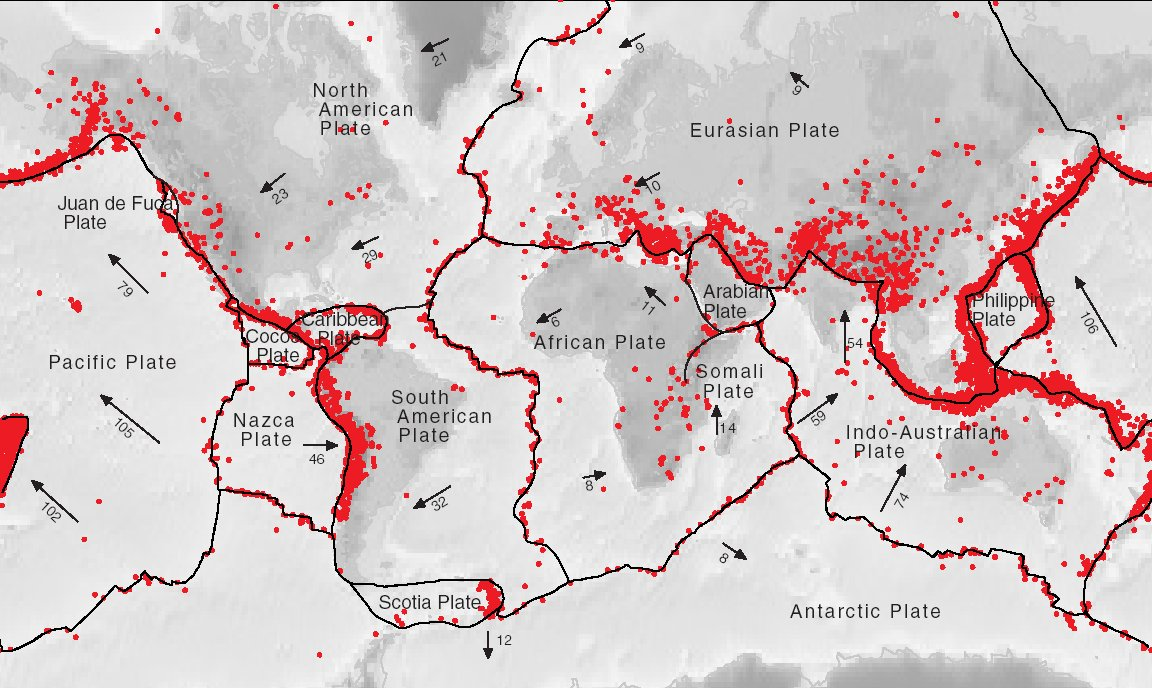 21
9
9
North
American
Plate
Eurasian Plate
23
10
Juan de Fuca
Plate
29
79
11
Arabian
Plate
Philippine
Plate
6
106
Caribbean
Plate
Cocos
Plate
African Plate
54
Pacific Plate
Somali
Plate
105
South
American
Plate
Nazca
Plate
46
14
59
Indo-Australian
Plate
8
32
74
102
8
Scotia Plate
Antarctic Plate
12